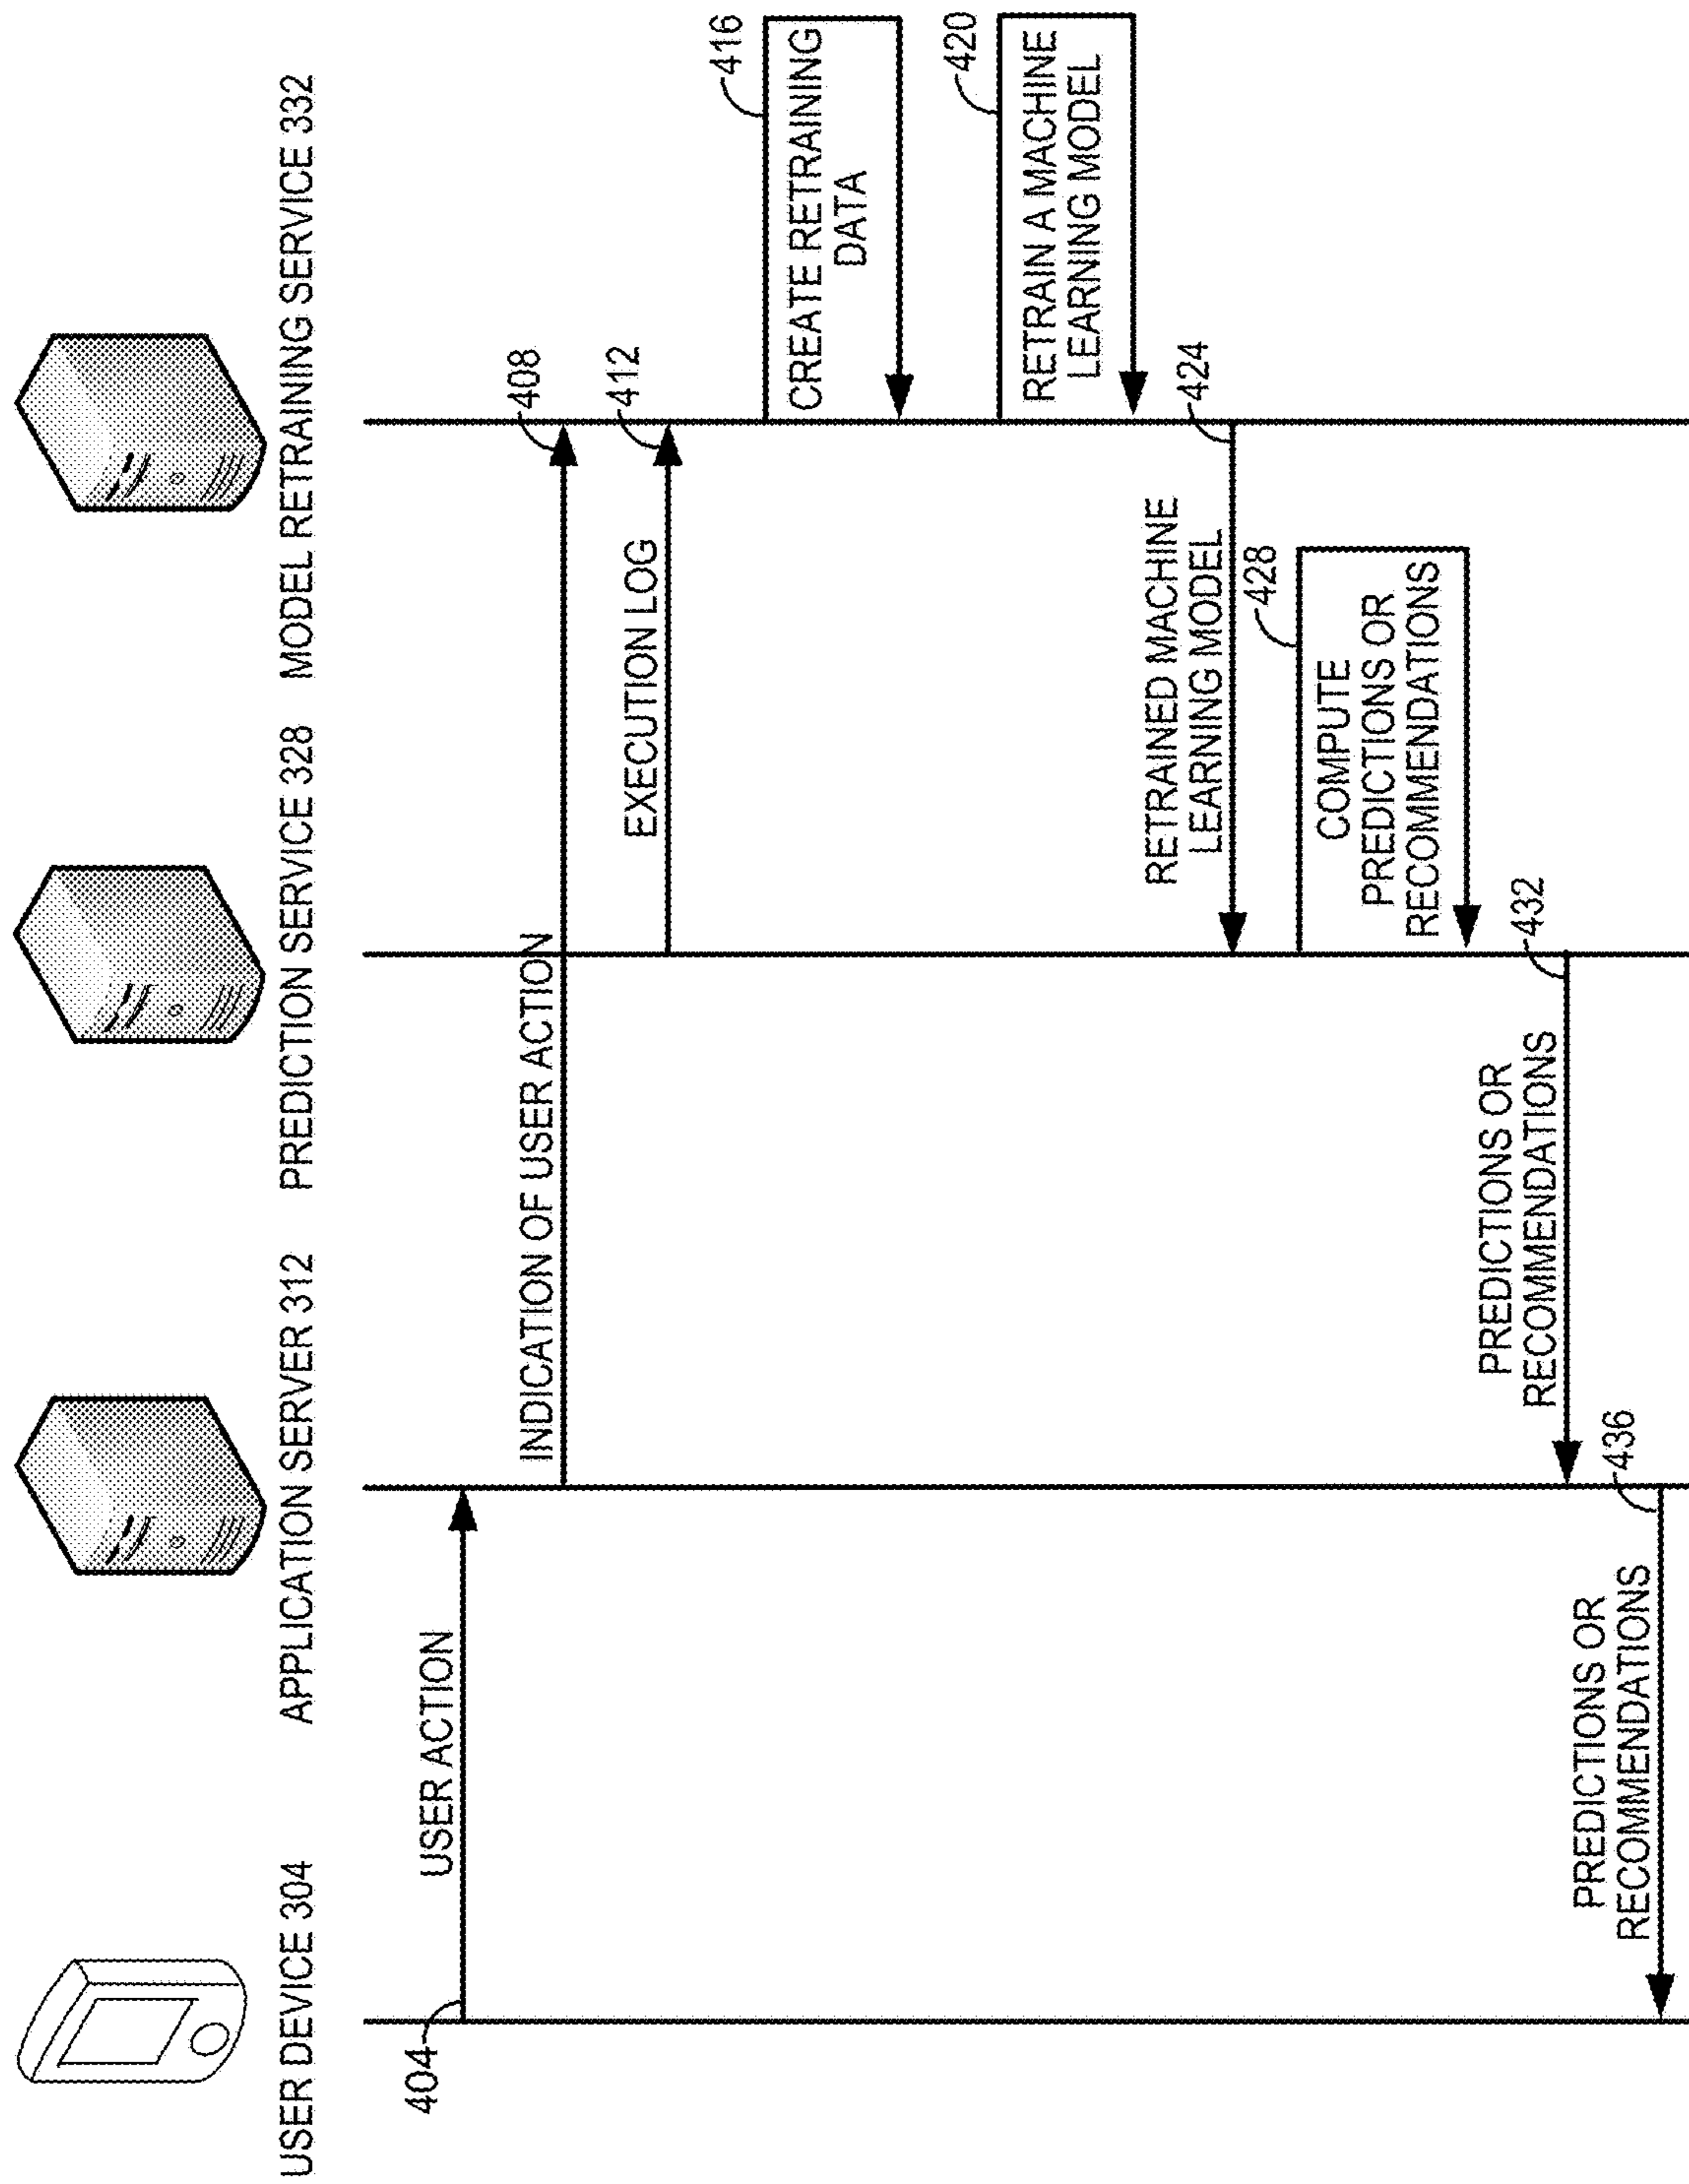 USER DEVICE 304
APPLICATION SERVER 312
PREDICTION SERVICE 328
MODEL RETRAINING SERVICE 332
404
USER ACTION
INDICATION OF USER ACTION
408
EXECUTION LOG
412
416
CREATE RETRAINING
DATA
420
RETRAIN A MACHINE
LEARNING MODEL
RETRAINED MACHINE
LEARNING MODEL
424
428
COMPUTE
PREDICTIONS OR
RECOMMENDATIONS
PREDICTIONS OR
RECOMMENDATIONS
432
PREDICTIONS OR
RECOMMENDATIONS
436